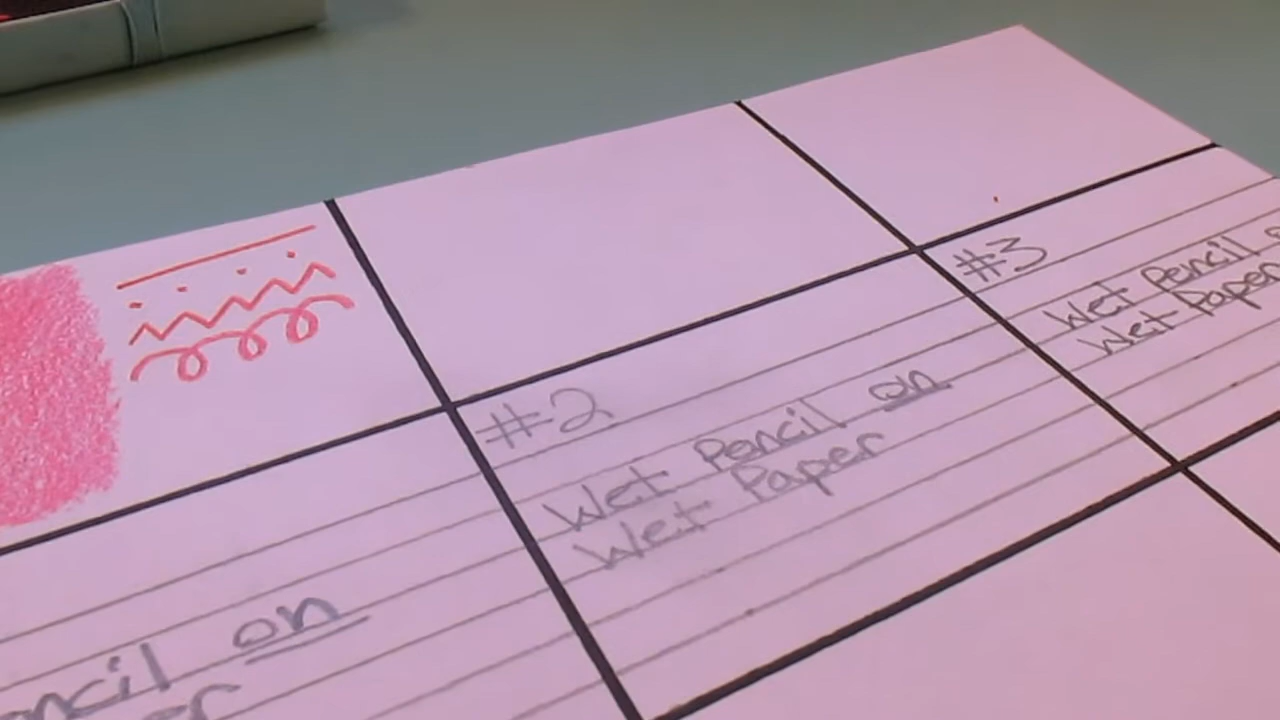 #2
Wet Pencil on
Wet Paper
#3
Wet Pencil
Wet Paper
on